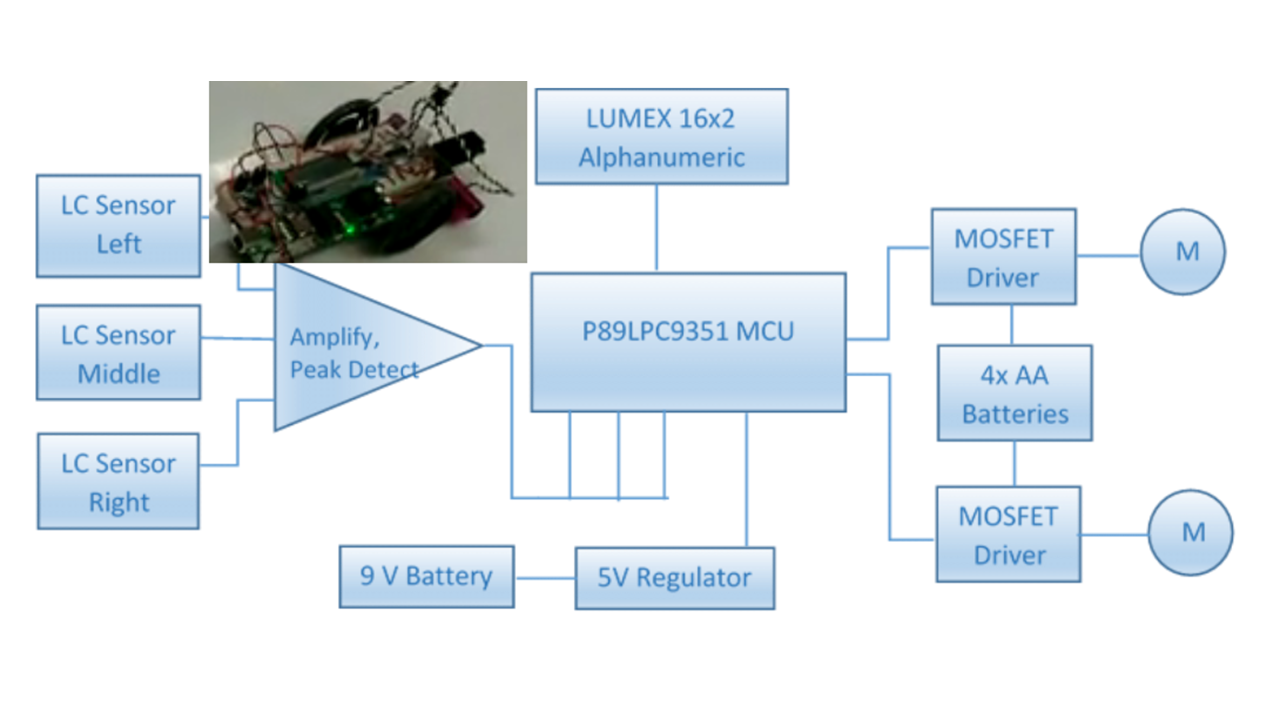 LUMEX 16x2
Alphanumeric
LC Sensor
Left
MOSFET
Driver
M
LC Sensor
Middle
Amplify,
Peak Detect
P89LPC9351 MCU
4x AA
Batteries
LC Sensor
Right
MOSFET
Driver
M
9 V Battery
5V Regulator